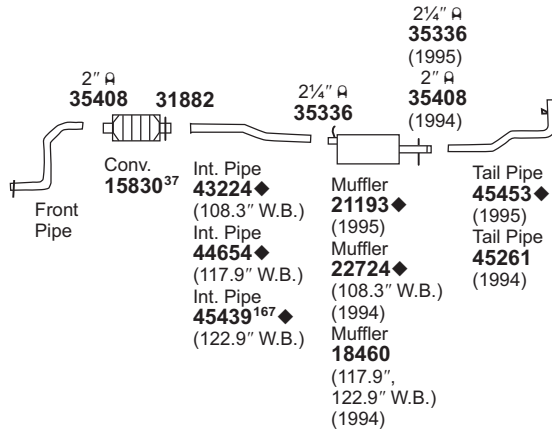 2¼″
35336
(1995)
2″
35408
(1994)
2″
35408
31882
2¼″
35336
Front
Pipe
Conv.
15830³⁷
Int. Pipe
43224◆
(108.3″ W.B.)
Int. Pipe
44654◆
(117.9″ W.B.)
Int. Pipe
45439¹⁶⁷◆
(122.9″ W.B.)
Muffler
21193◆
(1995)
Muffler
22724◆
(108.3″ W.B.)
(1994)
Muffler
18460
(117.9″,
122.9″ W.B.)
(1994)
Tail Pipe
45453◆
(1995)
Tail Pipe
45261
(1994)